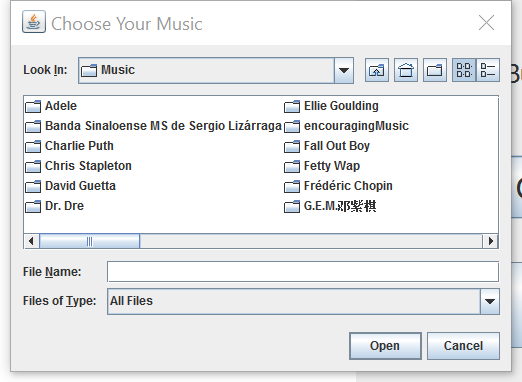 Choose Your Music
Look In: Music
Adele
Banda Sinaloense MS de Sergio Lizárraga
Charlie Puth
Chris Stapleton
David Guetta
Dr. Dre
Ellie Goulding
encouragingMusic
Fall Out Boy
Fetty Wap
Frédéric Chopin
G.E.M.邓紫棋
File Name:
Files of Type: All Files
Open Cancel